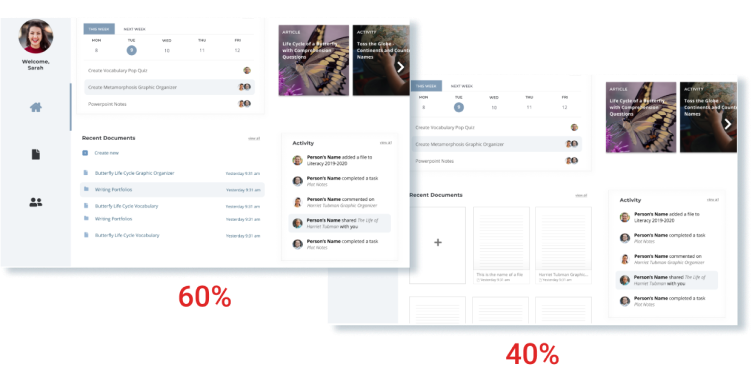 Welcome,
Sarah
THIS WEEK NEXT WEEK
MON TUE WED THU FRI
8 9 10 11 12
Create Vocabulary Pop Quiz
Create Metamorphosis Graphic Organizer
Powerpoint Notes
ARTICLE
Life Cycle of a Butterfly
with Comprehension
Questions
ACTIVITY
Toss the Globe
Continents and Count
Names
Recent Documents view all
Create new
Butterfly Life Cycle Graphic Organizer Yesterday 9:31 am
Writing Portfolios Yesterday 9:31 am
Butterfly Life Cycle Vocabulary Yesterday 9:31 am
Writing Portfolios Yesterday 9:31 am
Butterfly Life Cycle Vocabulary Yesterday 9:31 am
Activity view all
Person's Name added a file to
Literacy 2019-2020
Person's Name completed a task
Plot Notes
Person's Name commented on
Harriet Tubman Graphic Organizer
Person's Name shared The Life of
Harriet Tubman with you
Person's Name completed a task
Plot Notes
60%
THIS WEEK NEXT WEEK
MON TUE WED THU FRI
8 9 10 11 12
Create Vocabulary Pop Quiz
Create Metamorphosis Graphic Organizer
Powerpoint Notes
ARTICLE
Life Cycle of a Butterfly
with Comprehension
Questions
ACTIVITY
Toss the Globe
Continents and Count
Names
Recent Documents view all
+
This is the name of a file
Yesterday 9:31 am
Harriet Tubman Graphic...
Yesterday 9:31 am
Activity view all
Person's Name added a file to
Literacy 2019-2020
Person's Name completed a task
Plot Notes
Person's Name commented on
Harriet Tubman Graphic Organizer
Person's Name shared The Life of
Harriet Tubman with you
Person's Name completed a task
Plot Notes
40%